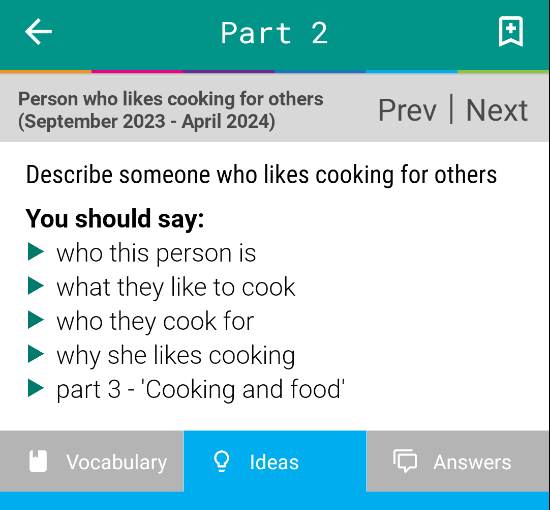 Part 2
Person who likes cooking for others
(September 2023 - April 2024)
Prev | Next
Describe someone who likes cooking for others
You should say:
who this person is
what they like to cook
who they cook for
why she likes cooking
part 3 - 'Cooking and food'
Vocabulary Ideas Answers